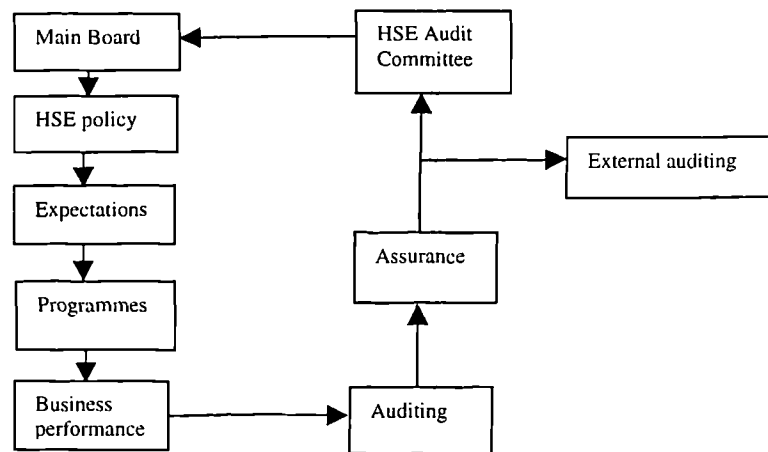 Main Board
HSE Audit
Committee
HSE policy
External auditing
Expectations
Assurance
Programmes
Business
performance
Auditing